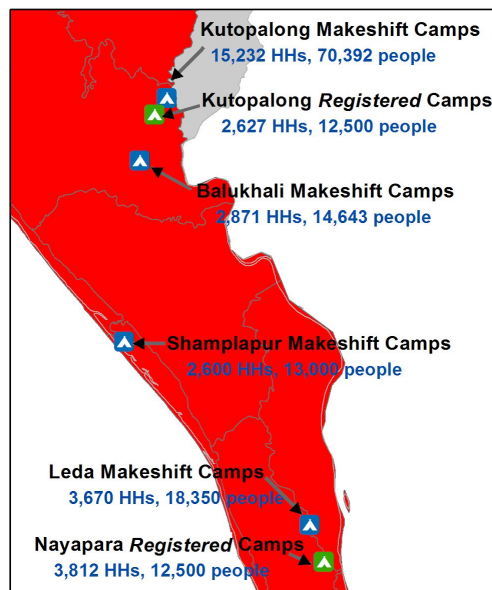 Kutopalong Makeshift Camps
15,232 HHs, 70,392 people
Kutopalong Registered Camps
2,627 HHs, 12,500 people
Balukhali Makeshift Camps
2,871 HHs, 14,643 people
Shamplapur Makeshift Camps
2,600 HHs, 13,000 people
Leda Makeshift Camps
3,670 HHs, 18,350 people
Nayapara Registered Camps
3,812 HHs, 12,500 people